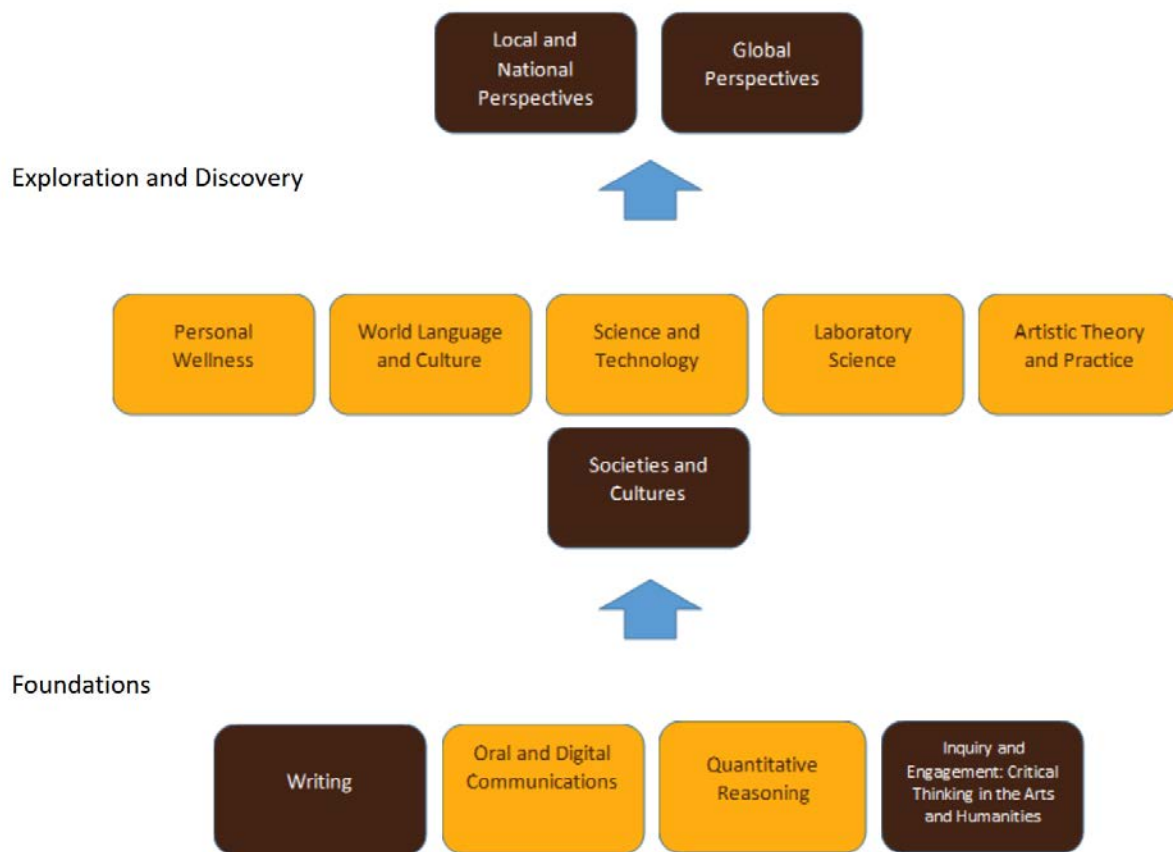 Local and
National
Perspectives
Global
Perspectives
Exploration and Discovery
Personal
Wellness
World Language
and Culture
Science and
Technology
Laboratory
Science
Artistic Theory
and Practice
Societies and
Cultures
Foundations
Writing
Oral and Digital
Communications
Quantitative
Reasoning
Inquiry and
Engagement: Critical
Thinking in the Arts
and Humanities